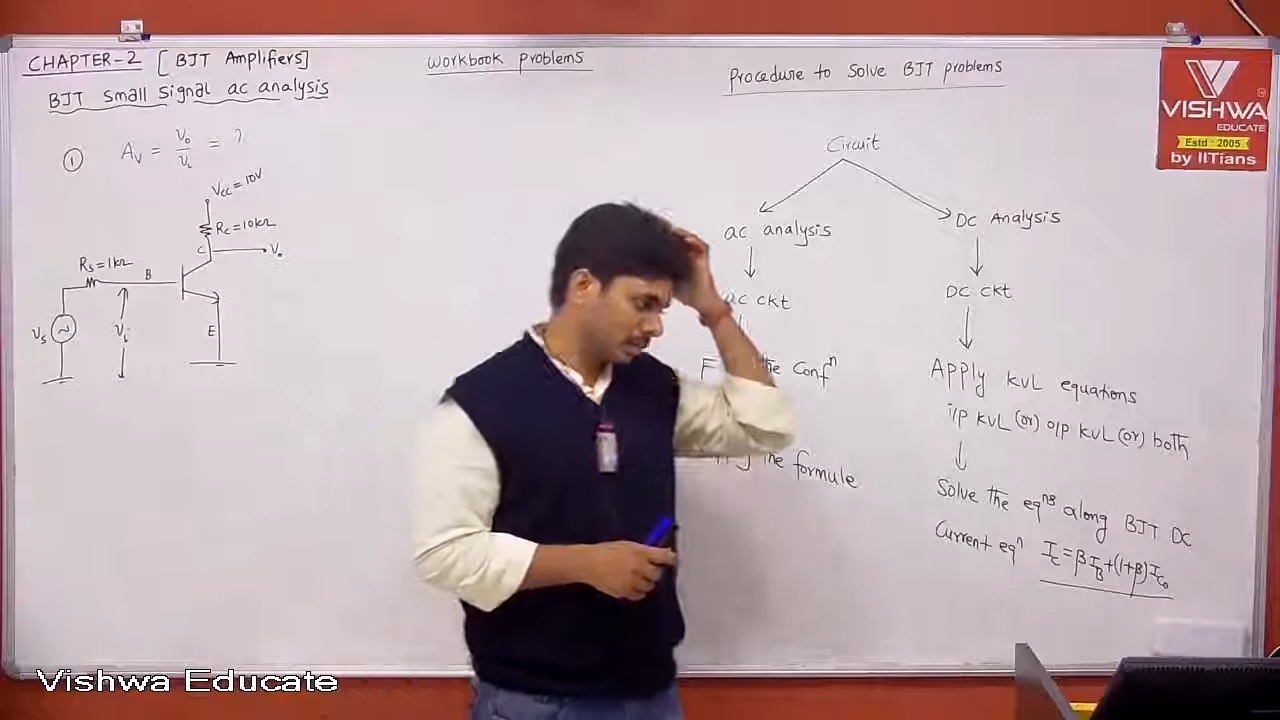 CHAPTER-2 [BJT Amplifiers]
BJT small signal ac analysis
① Av = Vo/Vi = ?
Vcc = 10V
Rc = 10kΩ
C
Vo
Rs = 1kΩ
B
Vs
Vi
E
Workbook problems
Procedure to solve BJT problems
Circuit
ac analysis
DC Analysis
ac ckt
DC ckt
the Confⁿ
the formule
Apply KVL equations
i/p KVL (or) o/p KVL (or) both
Solve the eqⁿˢ along BJT DC
Current eqⁿ Ic = βIB + (1+β)Ico
VISHWA
EDUCATE
Estd : 2005
by IITians
Vishwa Educate